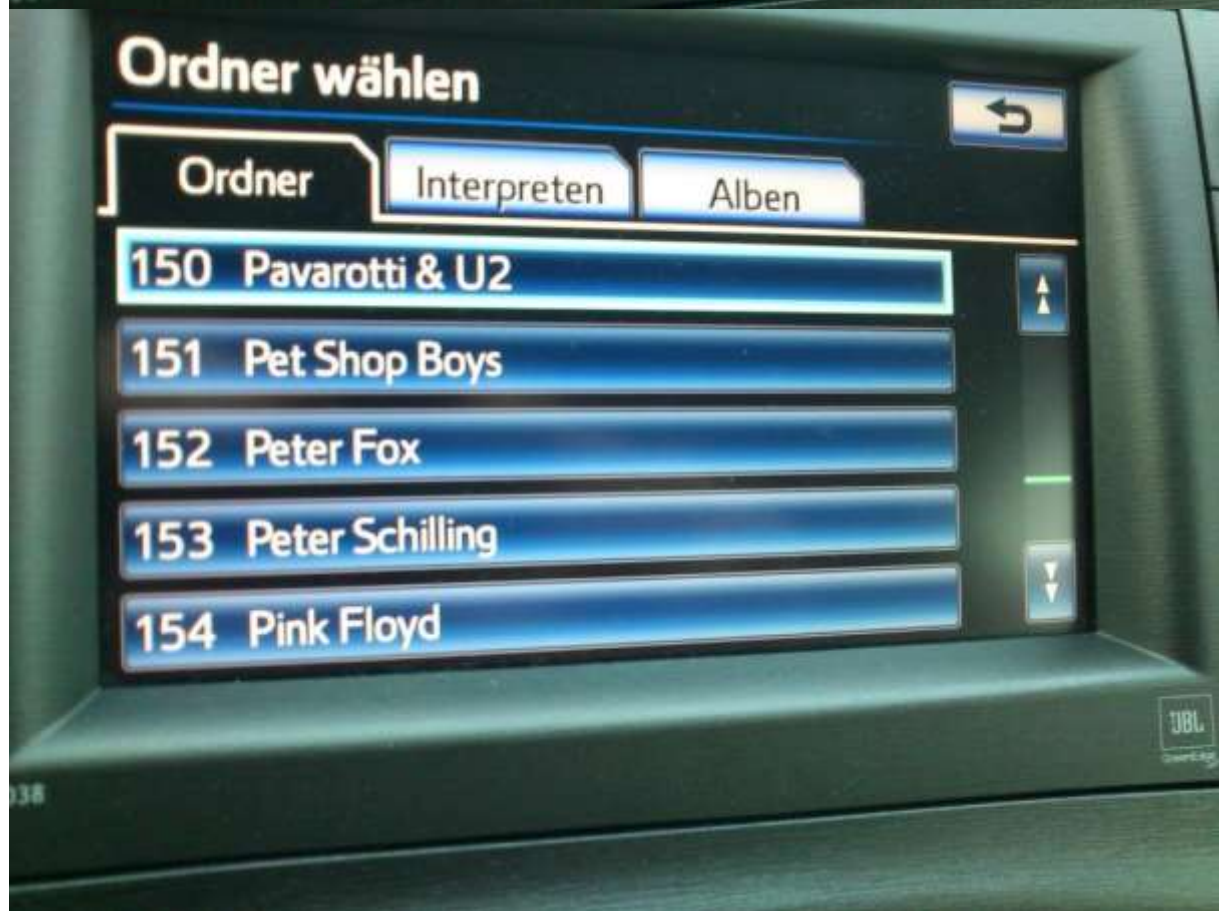 Ordner wählen
Ordner Interpreten Alben
150 Pavarotti & U2
151 Pet Shop Boys
152 Peter Fox
153 Peter Schilling
154 Pink Floyd
JBL
038